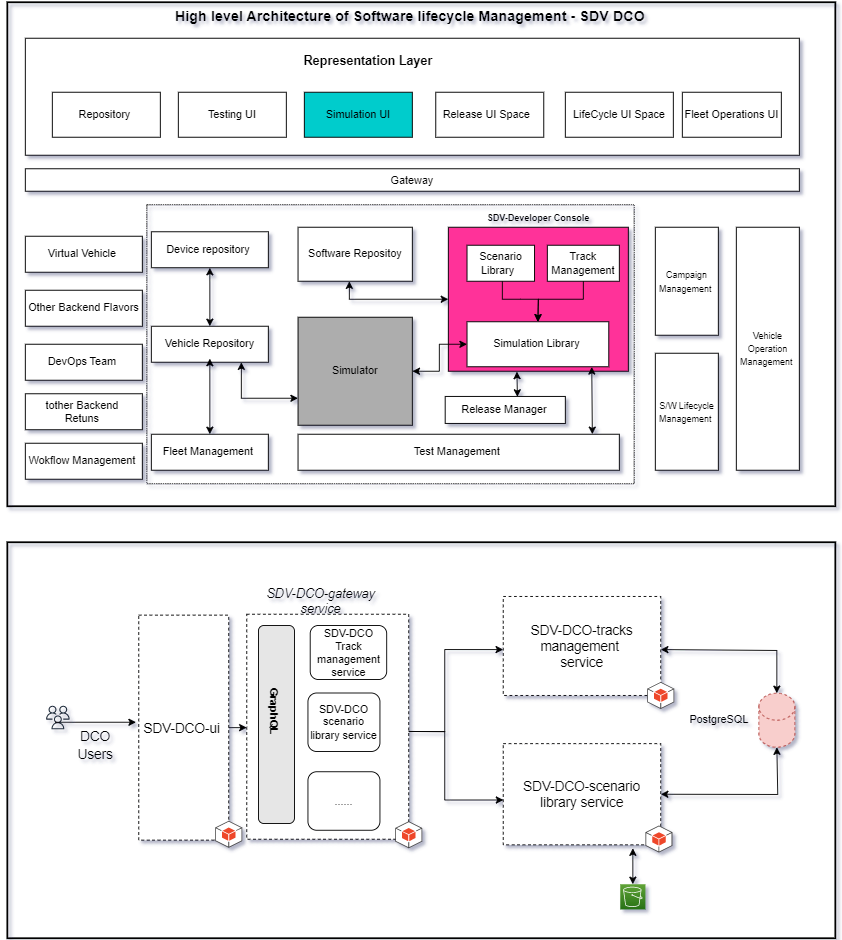 High level Architecture of Software lifecycle Management - SDV DCO
Representation Layer
Repository
Testing UI
Simulation UI
Release UI Space
LifeCycle UI Space
Fleet Operations UI
Gateway
SDV-Developer Console
Virtual Vehicle
Other Backend Flavors
DevOps Team
tother Backend
Retuns
Wokflow Management
Device repository
Vehicle Repository
Fleet Management
Software Repositoy
Simulator
Scenario
Library
Track
Management
Simulation Library
Release Manager
Test Management
Campaign
Management
S/W Lifecycle
Management
Vehicle
Operation
Management
DCO
Users
SDV-DCO-ui
SDV-DCO-gateway
service
GraphQL
SDV-DCO
Track
management
service
SDV-DCO
scenario
library service
......
SDV-DCO-tracks
management
service
SDV-DCO-scenario
library service
PostgreSQL